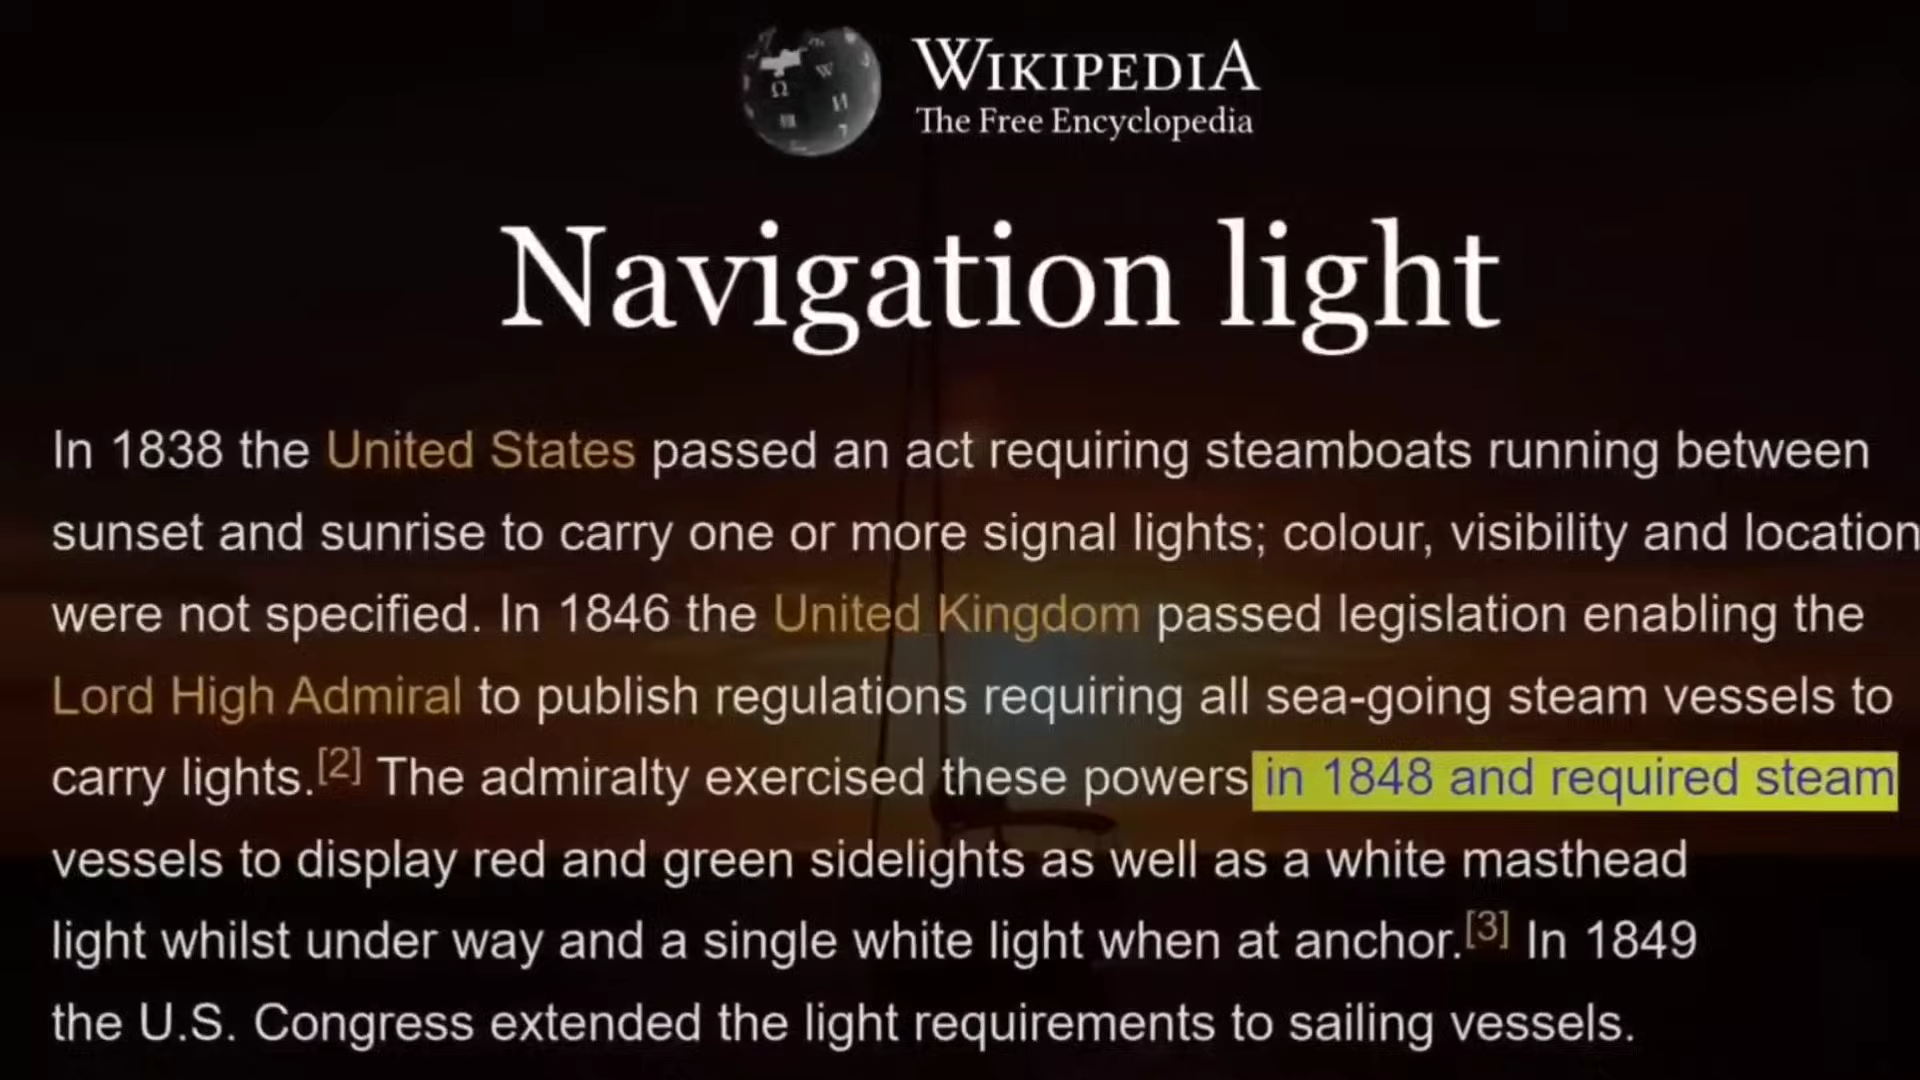 WIKIPEDIA
The Free Encyclopedia
Navigation light
In 1838 the United States passed an act requiring steamboats running between
sunset and sunrise to carry one or more signal lights; colour, visibility and location
were not specified. In 1846 the United Kingdom passed legislation enabling the
Lord High Admiral to publish regulations requiring all sea-going steam vessels to
carry lights.[2] The admiralty exercised these powers in 1848 and required steam
vessels to display red and green sidelights as well as a white masthead
light whilst under way and a single white light when at anchor.[3] In 1849
the U.S. Congress extended the light requirements to sailing vessels.